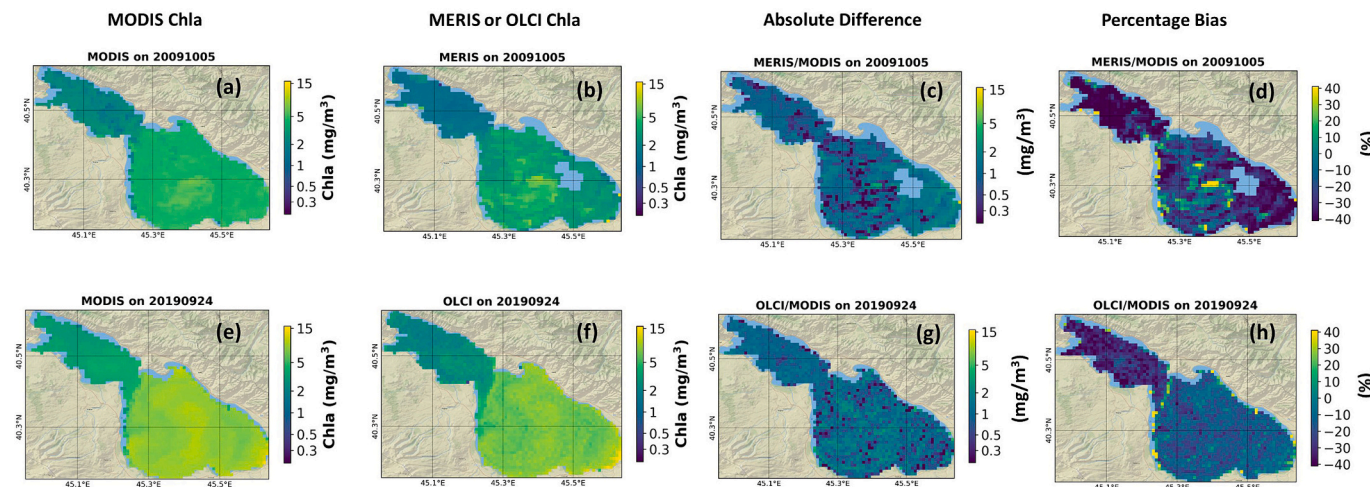 MODIS Chla
MERIS or OLCI Chla
Absolute Difference
Percentage Bias
MODIS on 20091005
(a)
40.5°N
40.3°N
45.1°E 45.3°E 45.5°E
15
5
2
1
0.5
0.3
Chla (mg/m³)
MERIS on 20091005
(b)
40.5°N
40.3°N
45.1°E 45.3°E 45.5°E
15
5
2
1
0.5
0.3
Chla (mg/m³)
MERIS/MODIS on 20091005
(c)
40.5°N
40.3°N
45.1°E 45.3°E 45.5°E
15
5
2
1
0.5
0.3
(mg/m³)
MERIS/MODIS on 20091005
(d)
40.5°N
40.3°N
45.1°E 45.3°E 45.5°E
40
30
20
10
0
−10
−20
−30
−40
(%)
MODIS on 20190924
(e)
40.5°N
40.3°N
45.1°E 45.3°E 45.5°E
15
5
2
1
0.5
0.3
Chla (mg/m³)
OLCI on 20190924
(f)
40.5°N
40.3°N
45.1°E 45.3°E 45.5°E
15
5
2
1
0.5
0.3
Chla (mg/m³)
OLCI/MODIS on 20190924
(g)
40.5°N
40.3°N
45.1°E 45.3°E 45.5°E
15
5
2
1
0.5
0.3
(mg/m³)
OLCI/MODIS on 20190924
(h)
40.5°N
40.3°N
45.1°E 45.3°E 45.5°E
40
30
20
10
0
−10
−20
−30
−40
(%)